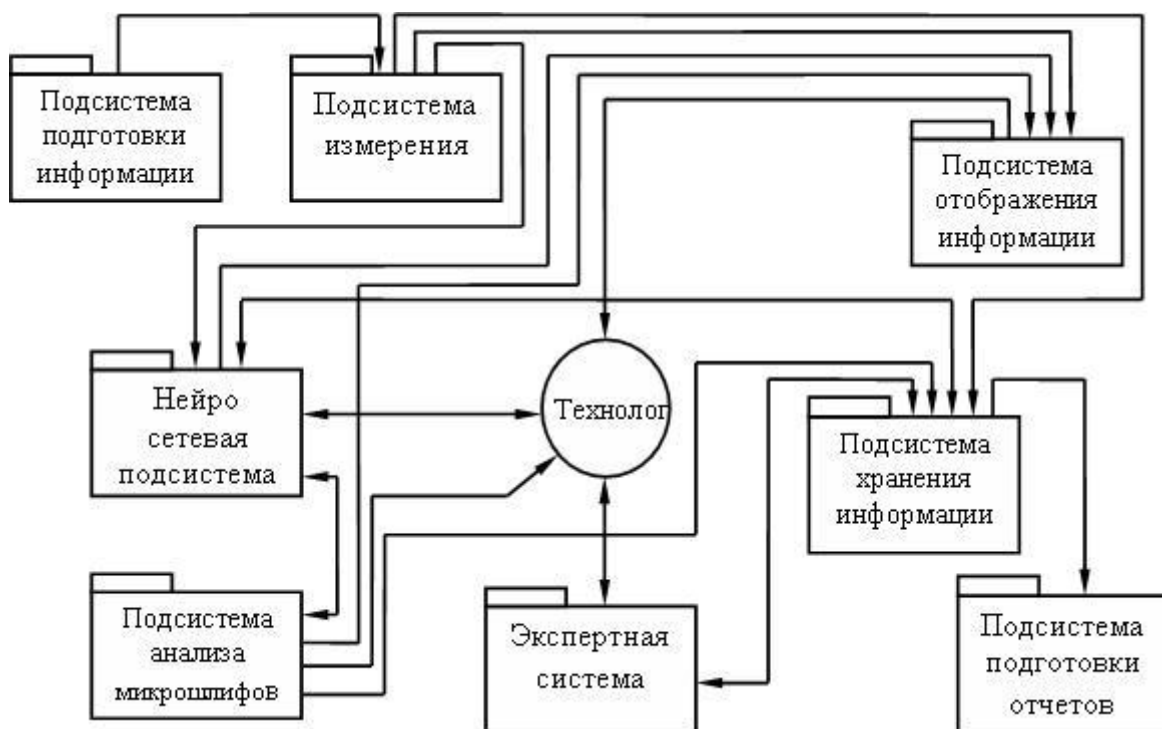 Подсистема
подготовки
информации
Подсистема
измерения
Подсистема
отображения
информации
Нейро
сетевая
подсистема
Технолог
Подсистема
хранения
информации
Подсистема
анализа
микрошлифов
Экспертная
система
Подсистема
подготовки
отчетов